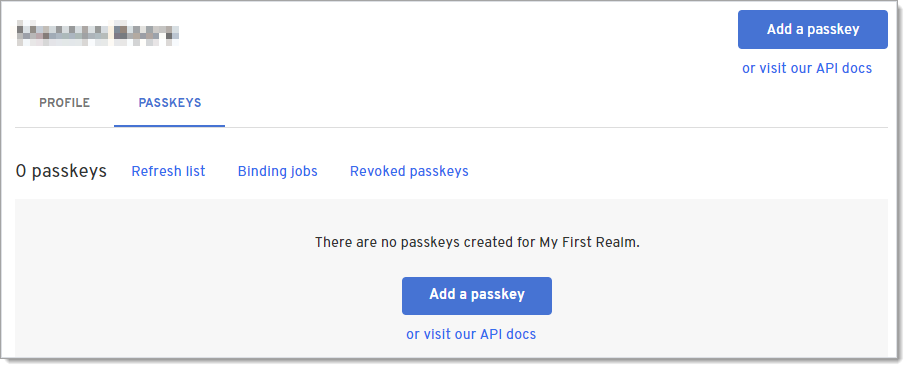 Add a passkey
or visit our API docs
PROFILE PASSKEYS
0 passkeys Refresh list Binding jobs Revoked passkeys
There are no passkeys created for My First Realm.
Add a passkey
or visit our API docs